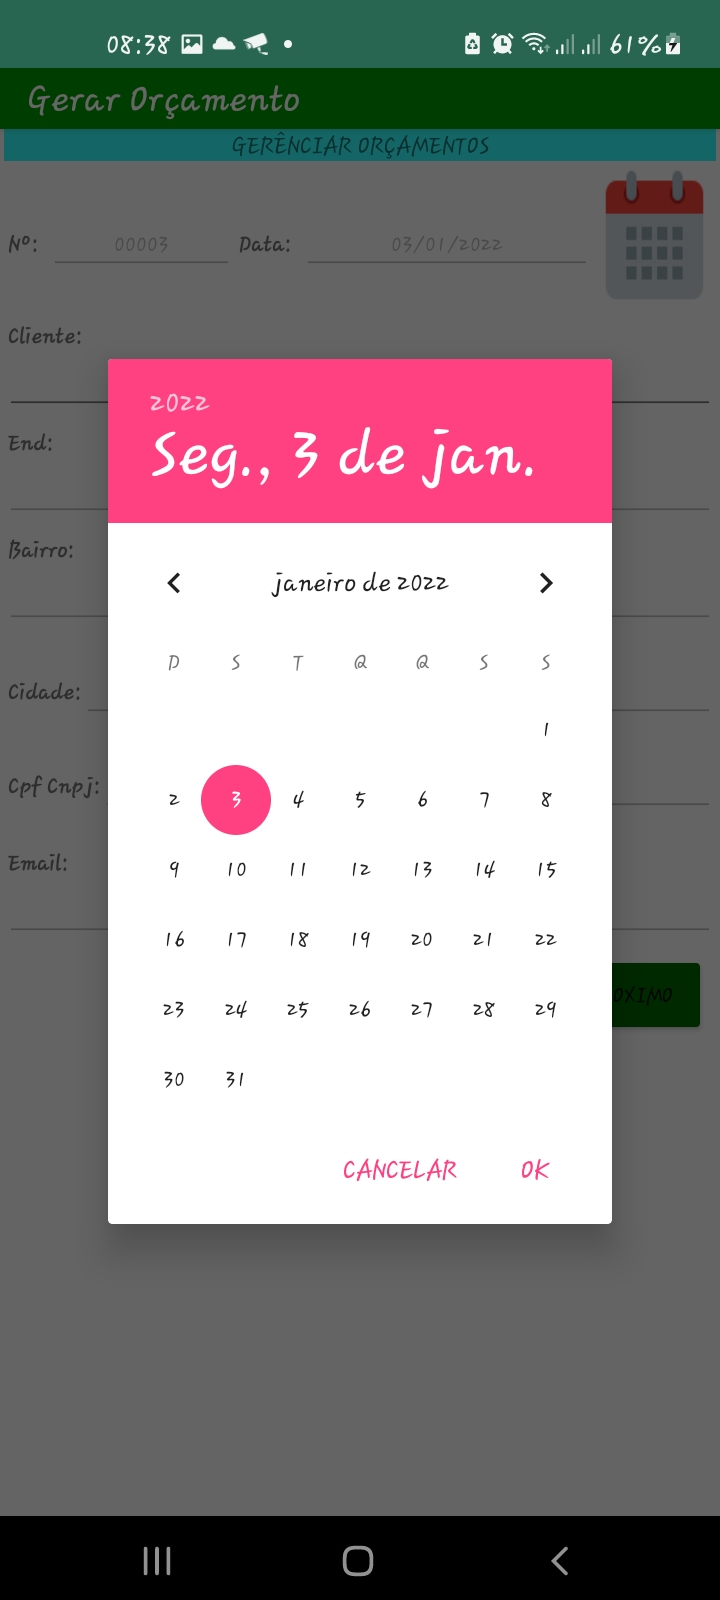 08:38 61%
Gerar Orçamento
GERÊNCIAR ORÇAMENTOS
Nº: 00003 Data: 03/01/2022
Cliente:
End:
Bairro:
Cidade:
Cpf Cnpj:
Email:
OXIMO
2022
Seg., 3 de jan.
janeiro de 2022
D S T Q Q S S
1
2 3 4 5 6 7 8
9 10 11 12 13 14 15
16 17 18 19 20 21 22
23 24 25 26 27 28 29
30 31
CANCELAR OK